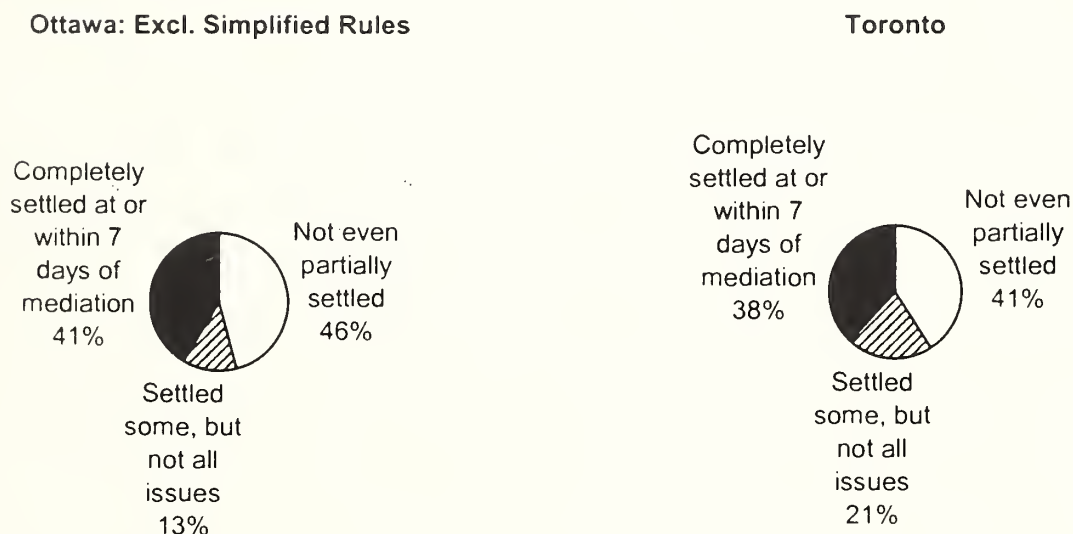 Ottawa: Excl. Simplified Rules
Completely
settled at or
within 7
days of
mediation
41%
Not even
partially
settled
46%
Settled
some, but
not all
issues
13%
Toronto
Completely
settled at or
within 7
days of
mediation
38%
Not even
partially
settled
41%
Settled
some, but
not all
issues
21%